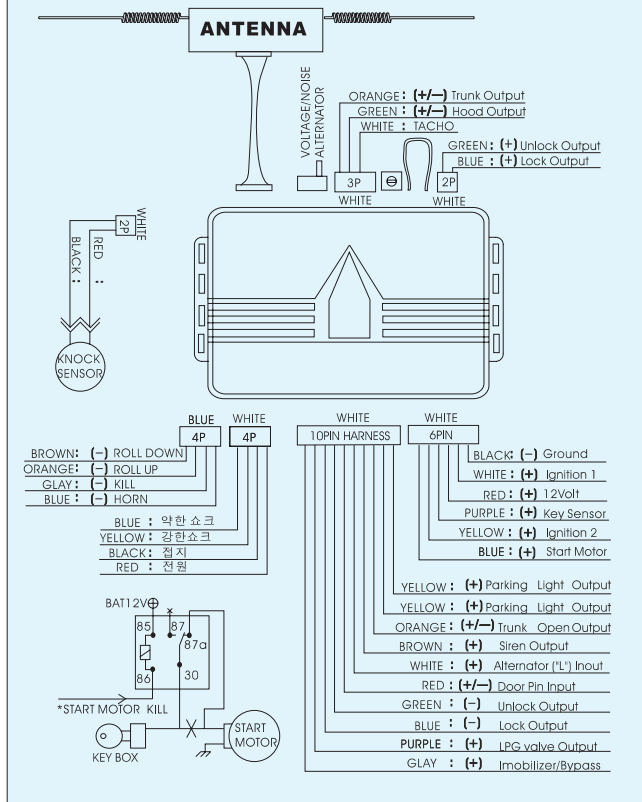 ANTENNA
VOLTAGE/NOISE
ALTERNATOR
ORANGE : (+/—) Trunk Output
GREEN : (+/—) Hood Output
WHITE : TACHO
GREEN : (+) Unlock Output
BLUE : (+) Lock Output
3P
2P
WHITE
WHITE
2P
WHITE
RED :
BLACK :
KNOCK
SENSOR
BLUE
WHITE
WHITE
WHITE
4P
4P
10PIN HARNESS
6PIN
BROWN: (—) ROLL DOWN
ORANGE: (—) ROLL UP
GLAY : (—) KILL
BLUE : (—) HORN
BLACK: (—) Ground
WHITE : (+) Ignition 1
RED : (+) 12Volt
PURPLE : (+) Key Sensor
YELLOW : (+) Ignition 2
BLUE : (+) Start Motor
BLUE : 약한 쇼크
YELLOW : 강한쇼크
BLACK: 접지
RED : 전원
YELLOW : (+) Parking Light Output
YELLOW : (+) Parking Light Output
ORANGE : (+/—) Trunk Open Output
BROWN : (+) Siren Output
WHITE : (+) Alternator ("L") Inout
RED : (+/—) Door Pin Input
GREEN : (—) Unlock Output
BLUE : (—) Lock Output
PURPLE : (+) LPG valve Output
GLAY : (+) Imobilizer/Bypass
BAT12V
85
87
87a
86
30
*START MOTOR KILL
START
MOTOR
KEY BOX